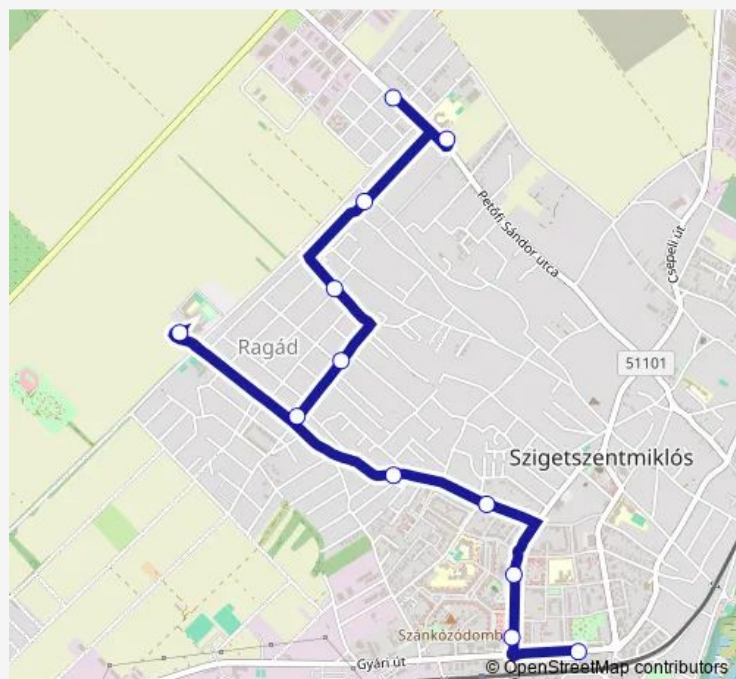 Petőfi Sándor utca
Csepeli út
Ragád
51101
Szigetszentmiklós
Szánkózódomb
Gyári út
© OpenStreetMap contributors